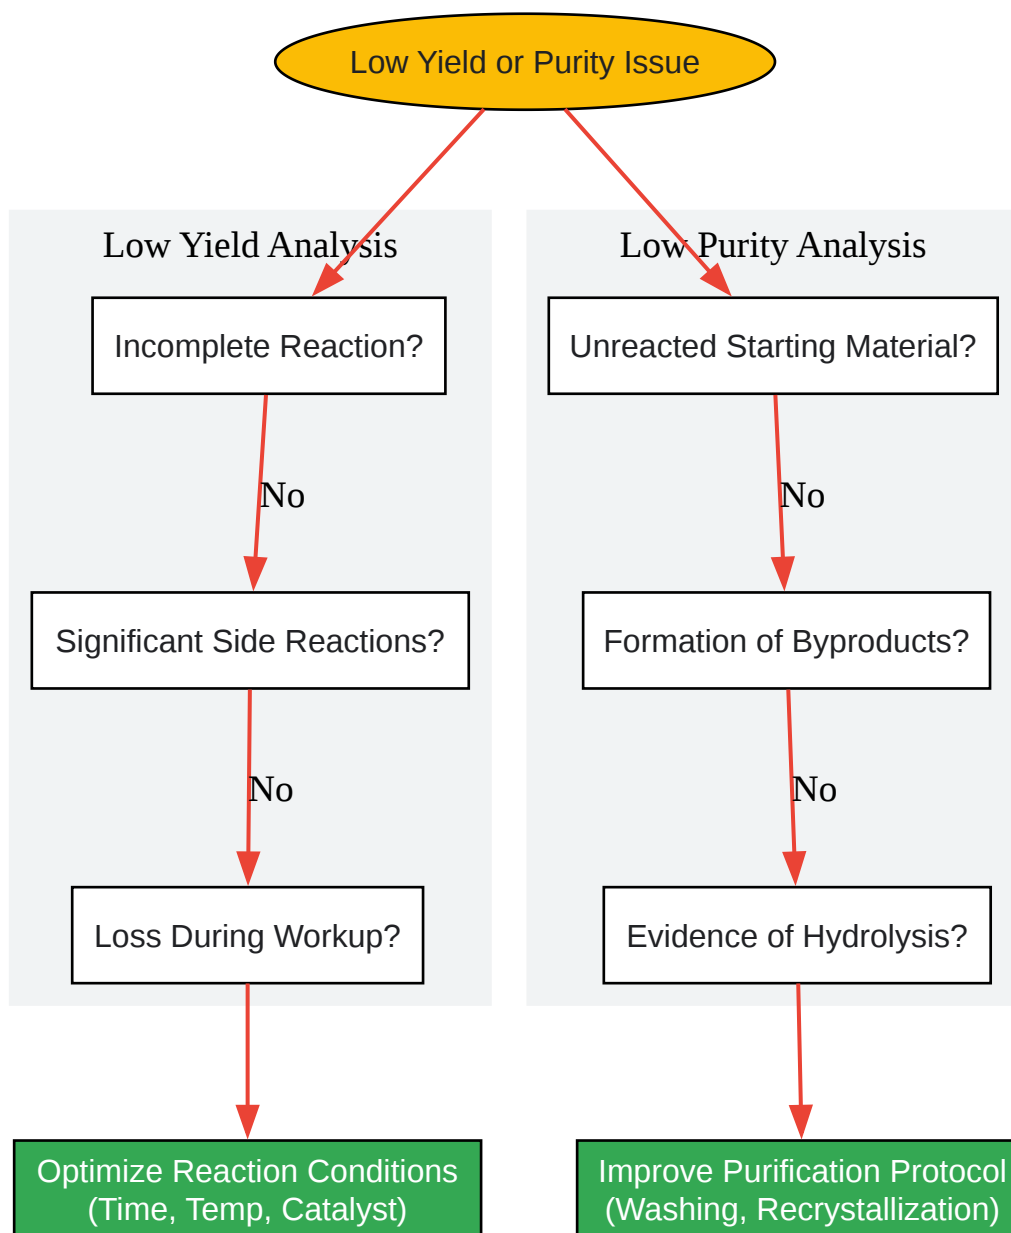 Low Yield or Purity Issue
Low Yield Analysis
Incomplete Reaction?
No
Significant Side Reactions?
No
Loss During Workup?
Optimize Reaction Conditions
(Time, Temp, Catalyst)
Low Purity Analysis
Unreacted Starting Material?
No
Formation of Byproducts?
No
Evidence of Hydrolysis?
Improve Purification Protocol
(Washing, Recrystallization)